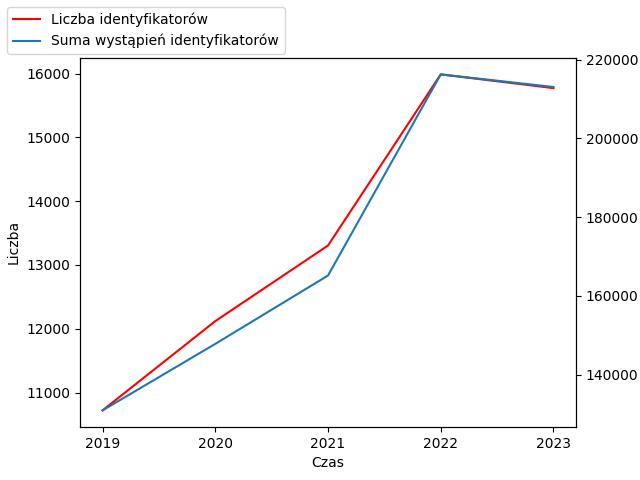 Liczba identyfikatorów
Suma wystąpień identyfikatorów
16000
15000
14000
13000
12000
11000
Liczba
220000
200000
180000
160000
140000
2019 2020 2021 2022 2023
Czas